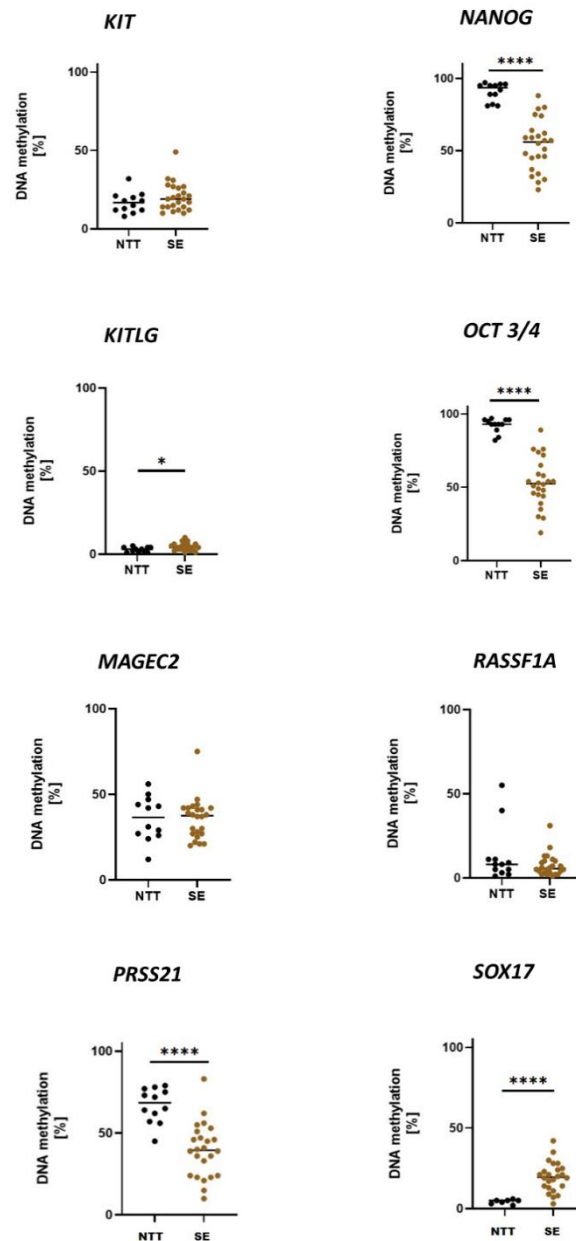 KIT
DNA methylation
[%]
100
50
0
NTT SE
NANOG
****
DNA methylation
[%]
100
50
0
NTT SE
KITLG
*
DNA methylation
[%]
100
50
0
NTT SE
OCT 3/4
****
DNA methylation
[%]
100
50
0
NTT SE
MAGEC2
DNA methylation
[%]
100
50
0
NTT SE
RASSF1A
DNA methylation
[%]
100
50
0
NTT SE
PRSS21
****
DNA methylation
[%]
100
50
0
NTT SE
SOX17
****
DNA methylation
[%]
100
50
0
NTT SE